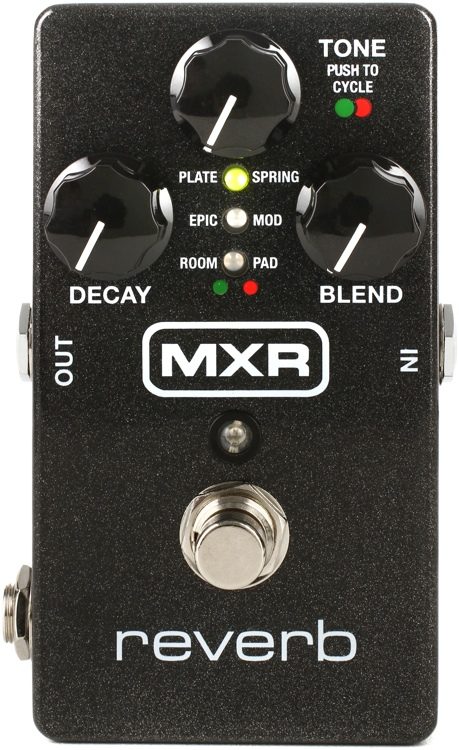 TONE
PUSH TO
CYCLE
PLATE SPRING
EPIC MOD
ROOM PAD
DECAY
BLEND
OUT
MXR
IN
reverb